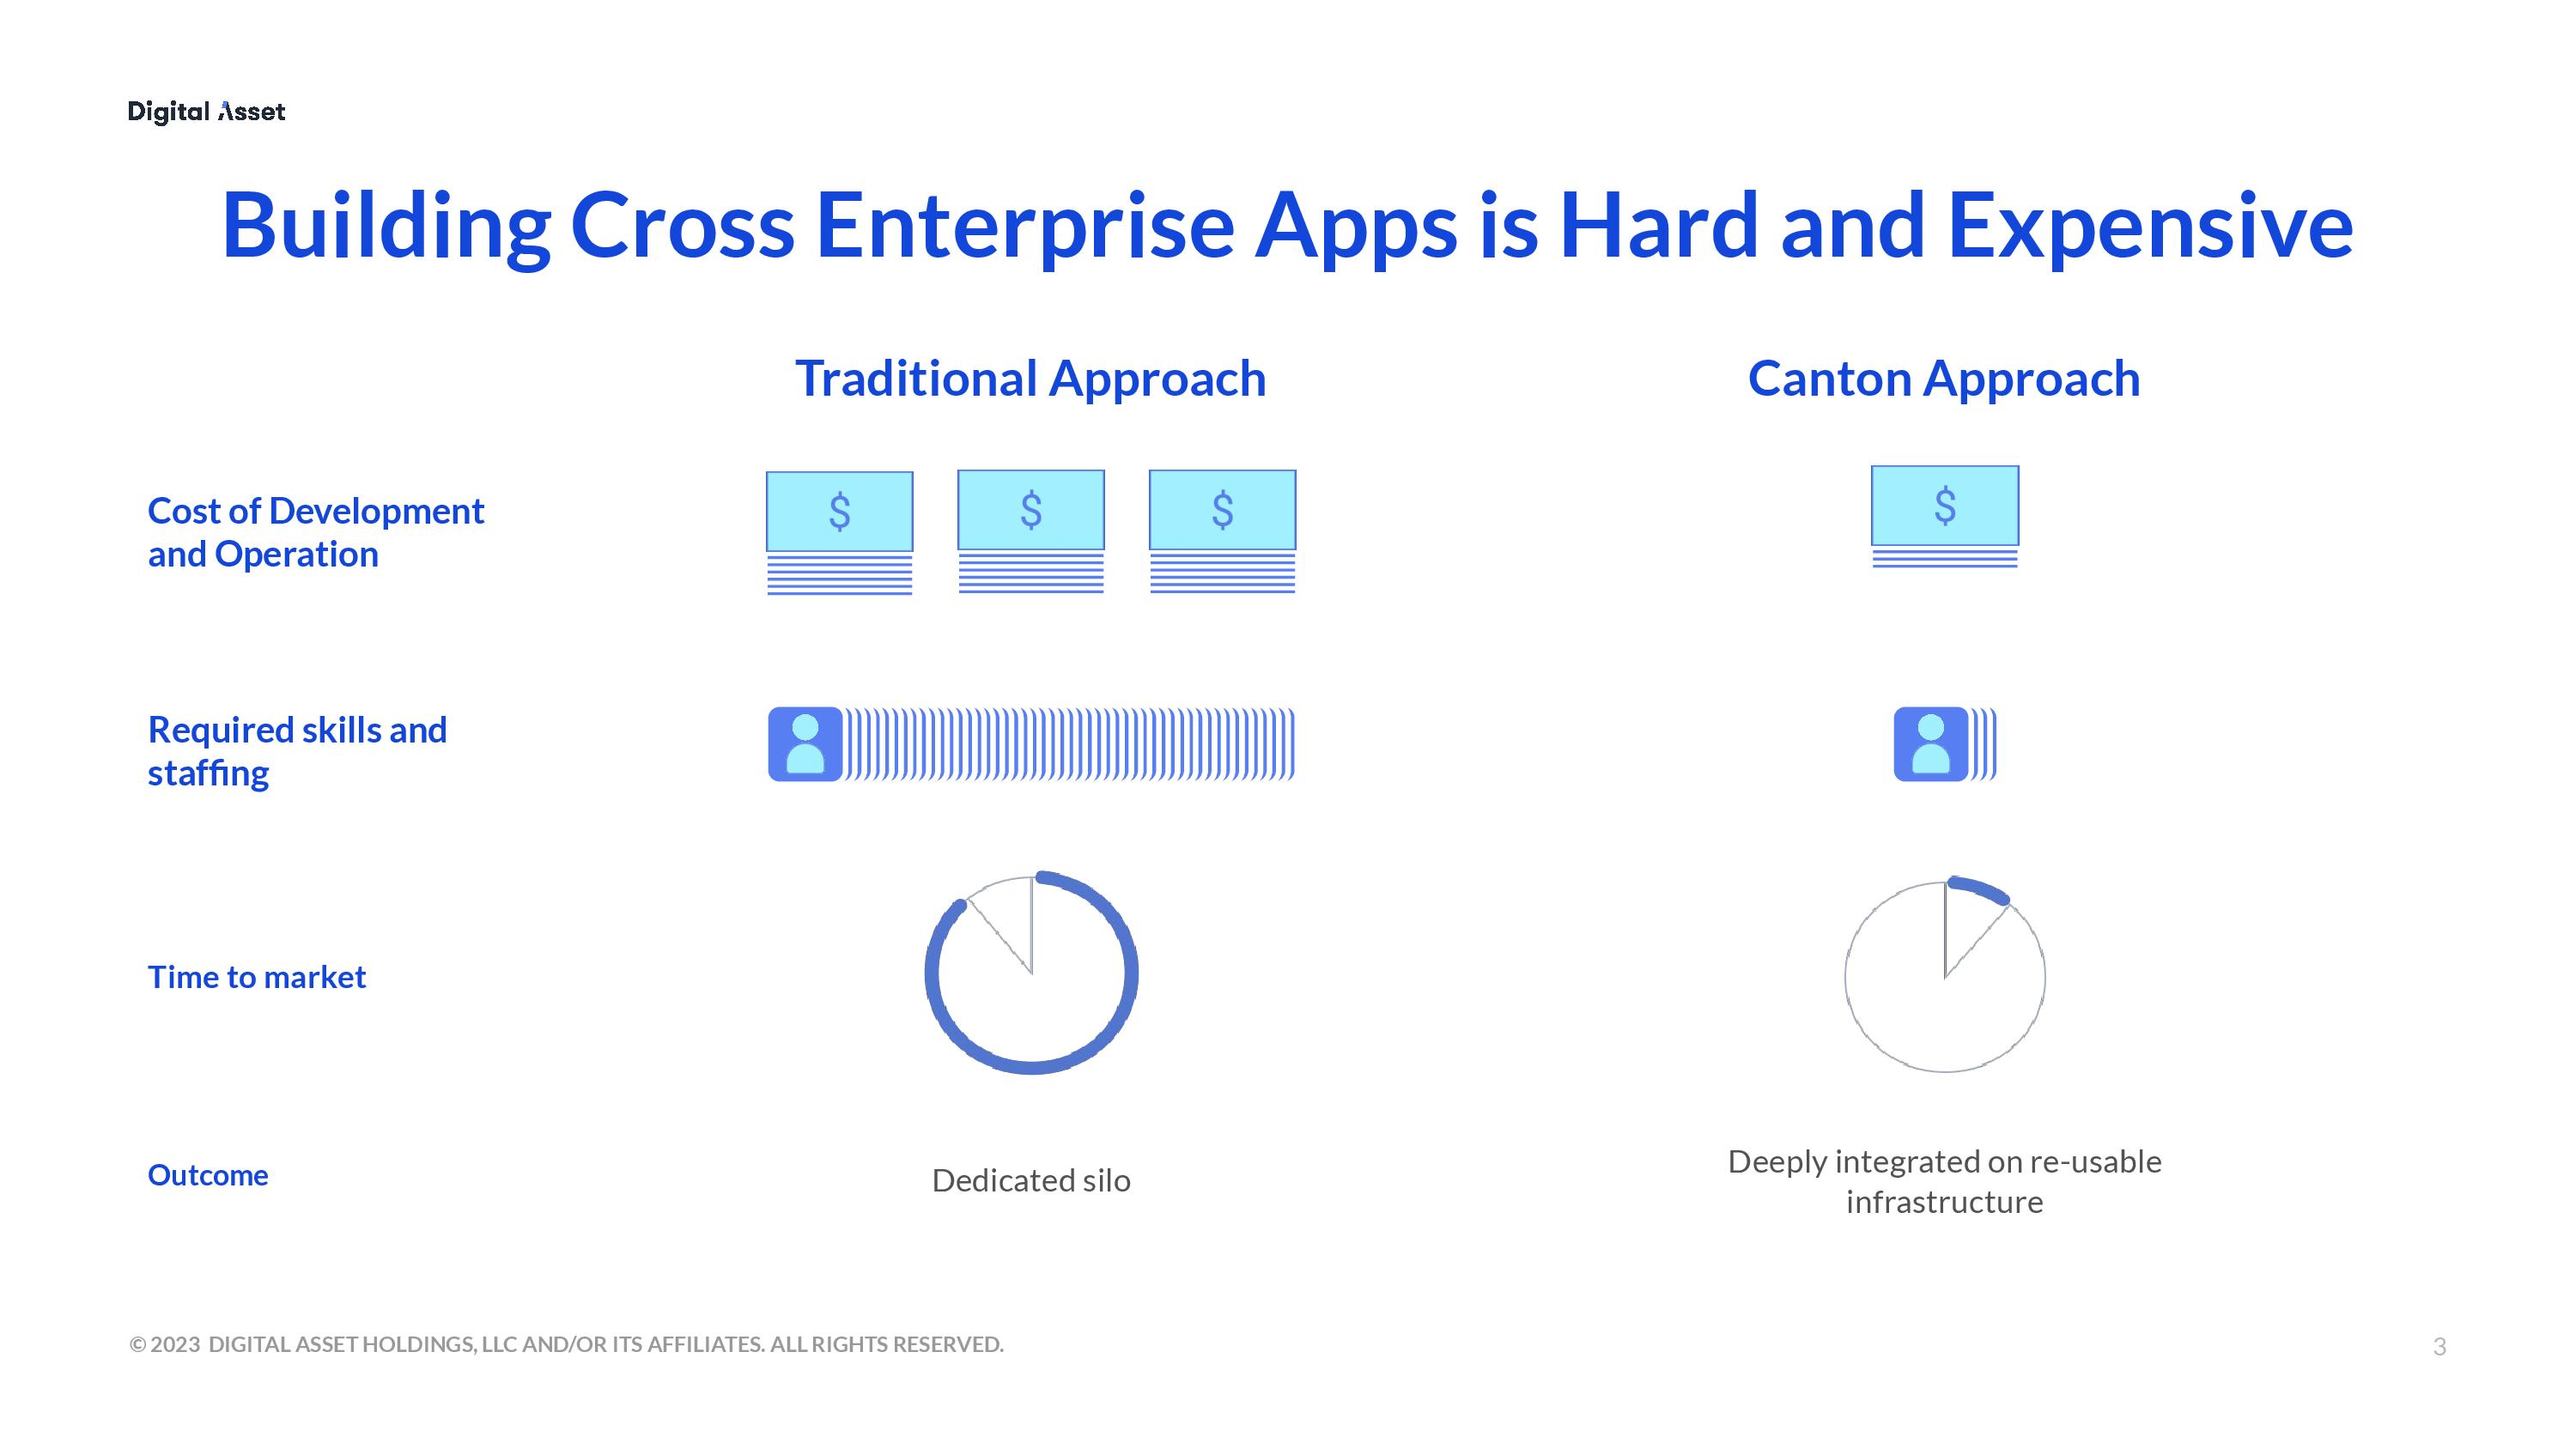 Digital Asset
Building Cross Enterprise Apps is Hard and Expensive
Traditional Approach
Canton Approach
Cost of Development
and Operation
$ $ $
$
Required skills and
staffing
Time to market
Outcome
Dedicated silo
Deeply integrated on re-usable
infrastructure
© 2023 DIGITAL ASSET HOLDINGS, LLC AND/OR ITS AFFILIATES. ALL RIGHTS RESERVED.
3